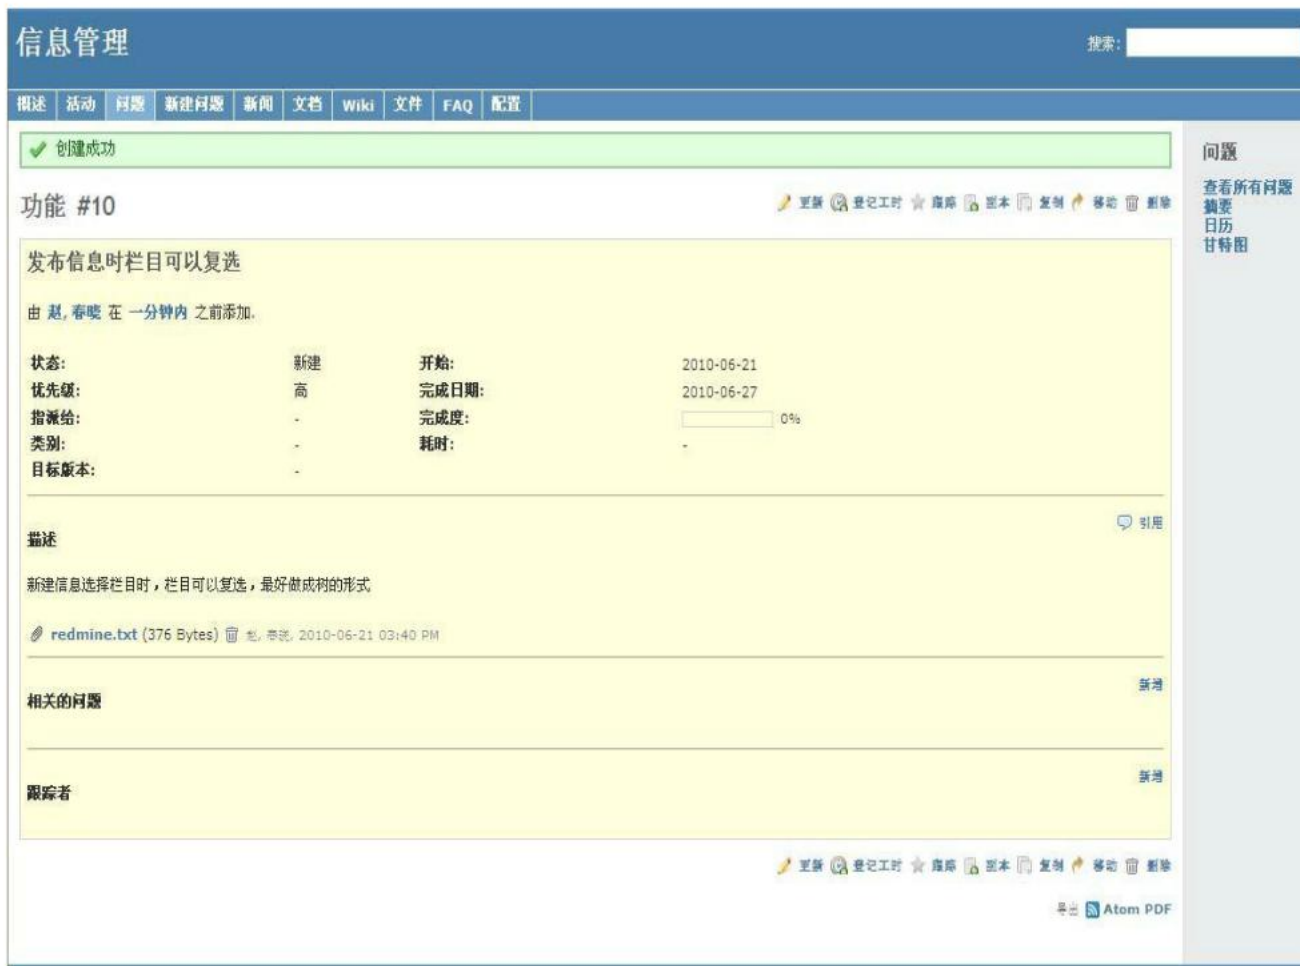 信息管理
搜索:
概述 活动 问题 新建问题 新闻 文档 Wiki 文件 FAQ 配置
创建成功
问题
查看所有问题
摘要
日历
甘特图
功能 #10
更新 登记工时 跟踪 副本 复制 移动 删除
发布信息时栏目可以复选
由 赵, 春晓 在 一分钟内 之前添加.
状态: 新建 开始: 2010-06-21
优先级: 高 完成日期: 2010-06-27
指派给: - 完成度: 0%
类别: - 耗时: -
目标版本: -
引用
描述
新建信息选择栏目时，栏目可以复选，最好做成树的形式
redmine.txt (376 Bytes) 赵, 春晓, 2010-06-21 03:40 PM
新增
相关的问题
新增
跟踪者
更新 登记工时 跟踪 副本 复制 移动 删除
导出 Atom PDF